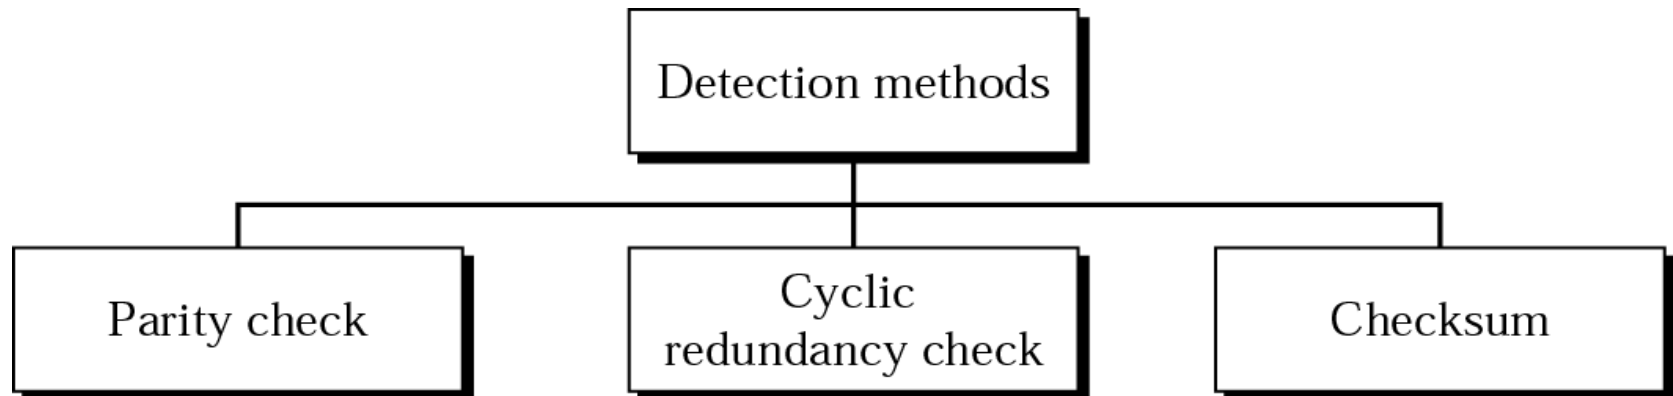 Detection methods
Parity check
Cyclic
redundancy check
Checksum